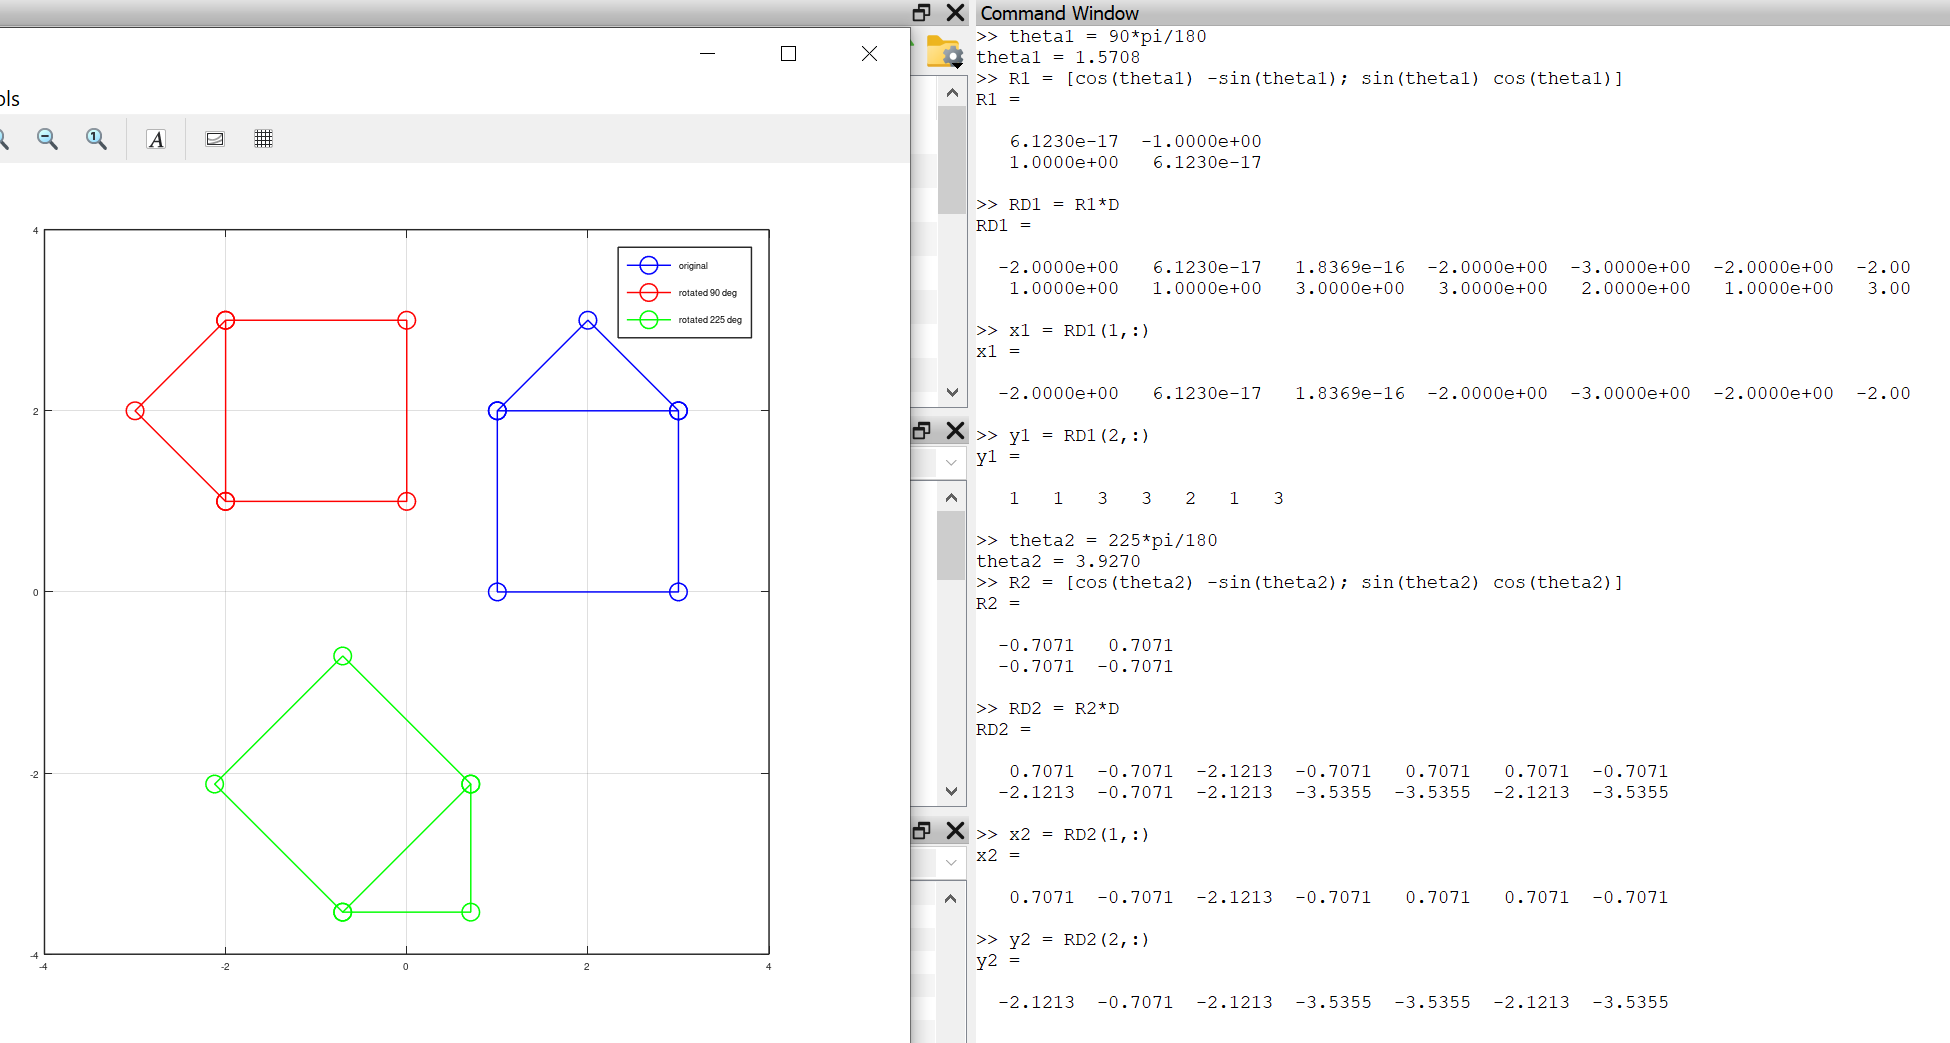 ols
A
4
2
0
-2
-4
-4
-2
0
2
4
original
rotated 90 deg
rotated 225 deg
Command Window
>> theta1 = 90*pi/180
theta1 = 1.5708
>> R1 = [cos(theta1) -sin(theta1); sin(theta1) cos(theta1)]
R1 =
6.1230e-17 -1.0000e+00
1.0000e+00 6.1230e-17
>> RD1 = R1*D
RD1 =
-2.0000e+00 6.1230e-17 1.8369e-16 -2.0000e+00 -3.0000e+00 -2.0000e+00 -2.00
1.0000e+00 1.0000e+00 3.0000e+00 3.0000e+00 2.0000e+00 1.0000e+00 3.00
>> x1 = RD1(1,:)
x1 =
-2.0000e+00 6.1230e-17 1.8369e-16 -2.0000e+00 -3.0000e+00 -2.0000e+00 -2.00
>> y1 = RD1(2,:)
y1 =
1 1 3 3 2 1 3
>> theta2 = 225*pi/180
theta2 = 3.9270
>> R2 = [cos(theta2) -sin(theta2); sin(theta2) cos(theta2)]
R2 =
-0.7071 0.7071
-0.7071 -0.7071
>> RD2 = R2*D
RD2 =
0.7071 -0.7071 -2.1213 -0.7071 0.7071 0.7071 -0.7071
-2.1213 -0.7071 -2.1213 -3.5355 -3.5355 -2.1213 -3.5355
>> x2 = RD2(1,:)
x2 =
0.7071 -0.7071 -2.1213 -0.7071 0.7071 0.7071 -0.7071
>> y2 = RD2(2,:)
y2 =
-2.1213 -0.7071 -2.1213 -3.5355 -3.5355 -2.1213 -3.5355